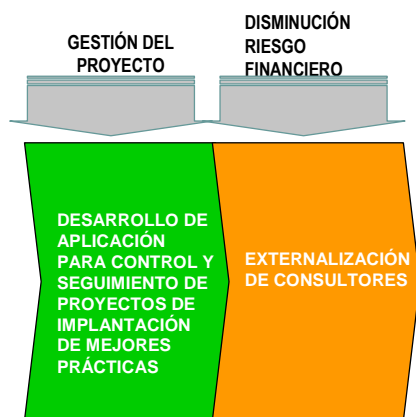 GESTIÓN DEL
PROYECTO
DISMINUCIÓN
RIESGO
FINANCIERO
DESARROLLO DE
APLICACIÓN
PARA CONTROL Y
SEGUIMIENTO DE
PROYECTOS DE
IMPLANTACIÓN
DE MEJORES
PRÁCTICAS
EXTERNALIZACIÓN
DE CONSULTORES